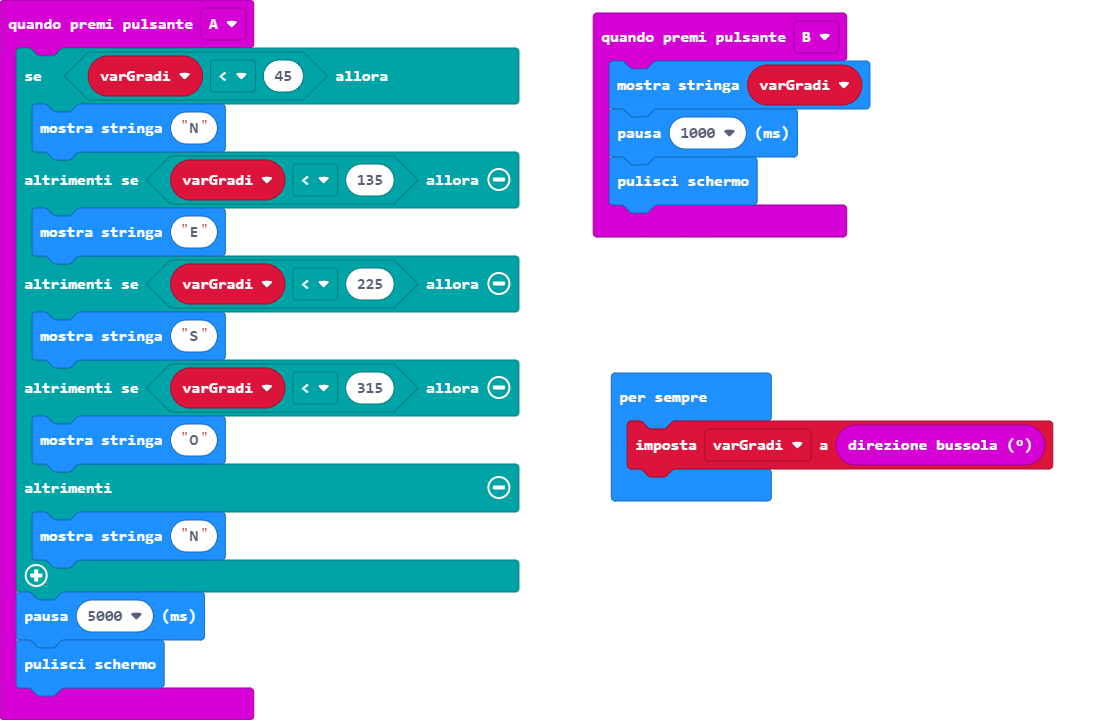 quando premi pulsante A
se varGradi < 45 allora
mostra stringa "N"
altrimenti se varGradi < 135 allora
mostra stringa "E"
altrimenti se varGradi < 225 allora
mostra stringa "S"
altrimenti se varGradi < 315 allora
mostra stringa "O"
altrimenti
mostra stringa "N"
pausa 5000 (ms)
pulisci schermo
quando premi pulsante B
mostra stringa varGradi
pausa 1000 (ms)
pulisci schermo
per sempre
imposta varGradi a direzione bussola (º)